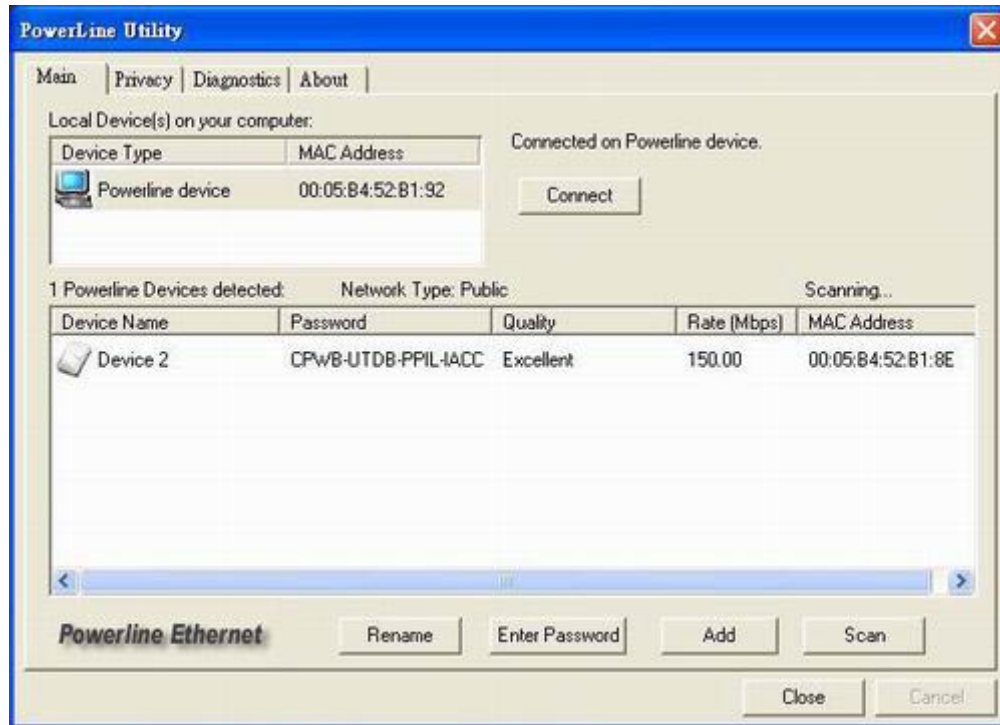 PowerLine Utility
Main Privacy Diagnostics About
Local Device(s) on your computer:
Device Type MAC Address
Powerline device 00:05:B4:52:B1:92
Connected on Powerline device.
Connect
1 Powerline Devices detected: Network Type: Public Scanning...
Device Name Password Quality Rate (Mbps) MAC Address
Device 2 CPWB-UTDB-PPIL-IACC Excellent 150.00 00:05:B4:52:B1:8E
Powerline Ethernet Rename Enter Password Add Scan
Close Cancel